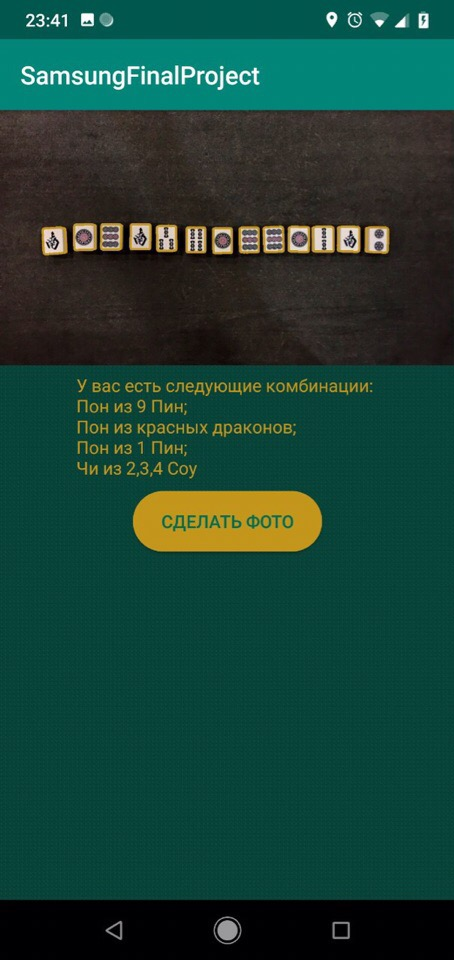 23:41
SamsungFinalProject
У вас есть следующие комбинации:
Пон из 9 Пин;
Пон из красных драконов;
Пон из 1 Пин;
Чи из 2,3,4 Соу
СДЕЛАТЬ ФОТО